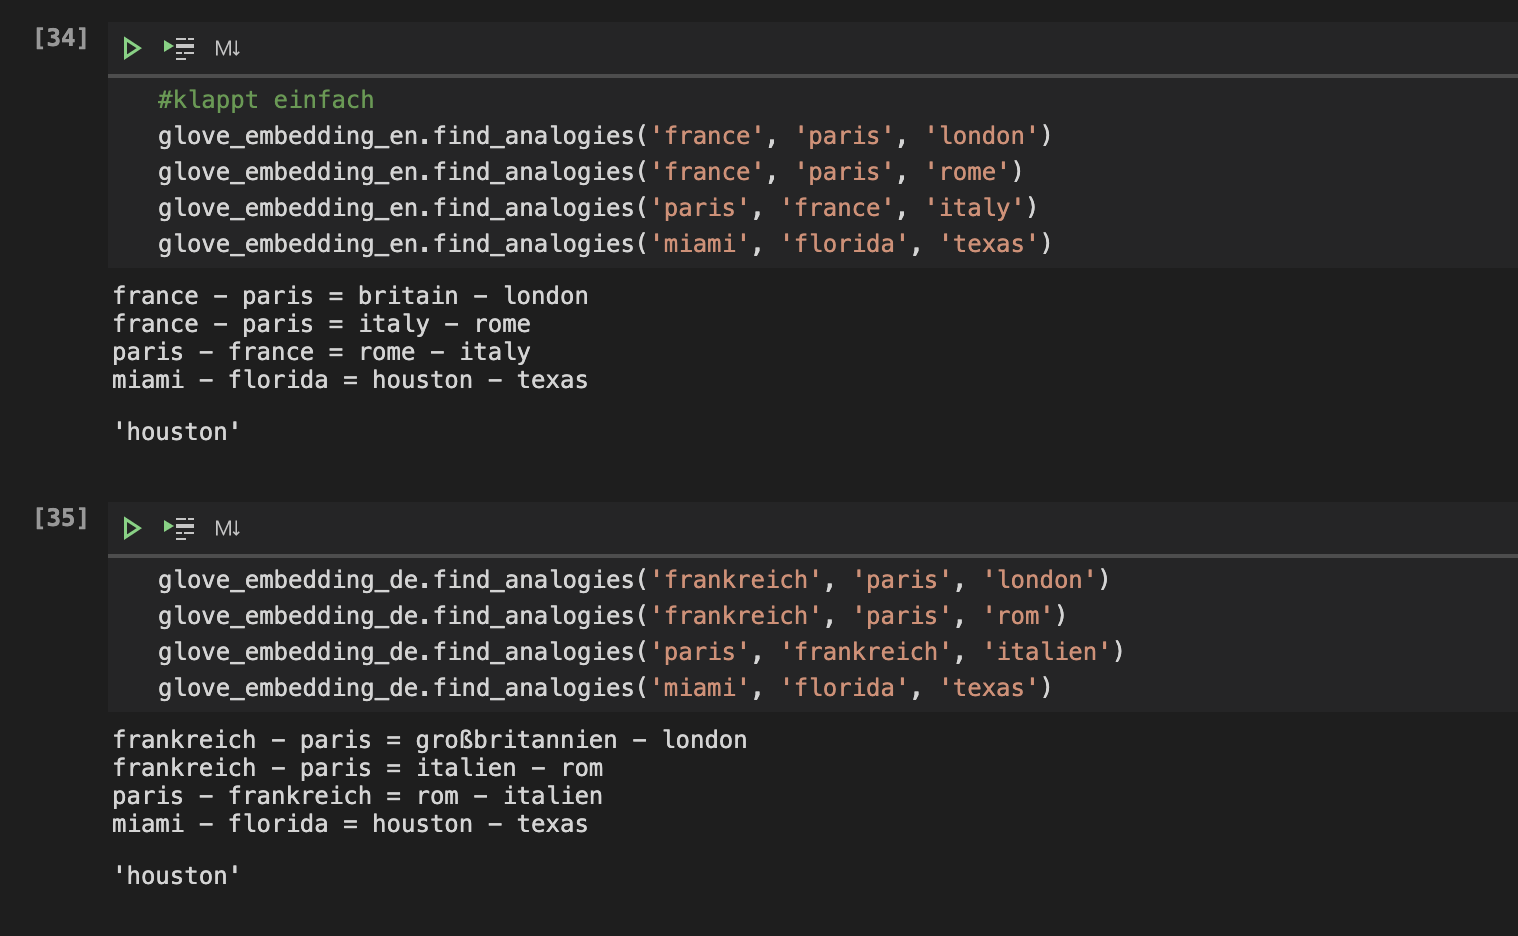 [34]
M↓
#klappt einfach
glove_embedding_en.find_analogies('france', 'paris', 'london')
glove_embedding_en.find_analogies('france', 'paris', 'rome')
glove_embedding_en.find_analogies('paris', 'france', 'italy')
glove_embedding_en.find_analogies('miami', 'florida', 'texas')
france – paris = britain – london
france – paris = italy – rome
paris – france = rome – italy
miami – florida = houston – texas
'houston'
[35]
M↓
glove_embedding_de.find_analogies('frankreich', 'paris', 'london')
glove_embedding_de.find_analogies('frankreich', 'paris', 'rom')
glove_embedding_de.find_analogies('paris', 'frankreich', 'italien')
glove_embedding_de.find_analogies('miami', 'florida', 'texas')
frankreich – paris = großbritannien – london
frankreich – paris = italien – rom
paris – frankreich = rom – italien
miami – florida = houston – texas
'houston'